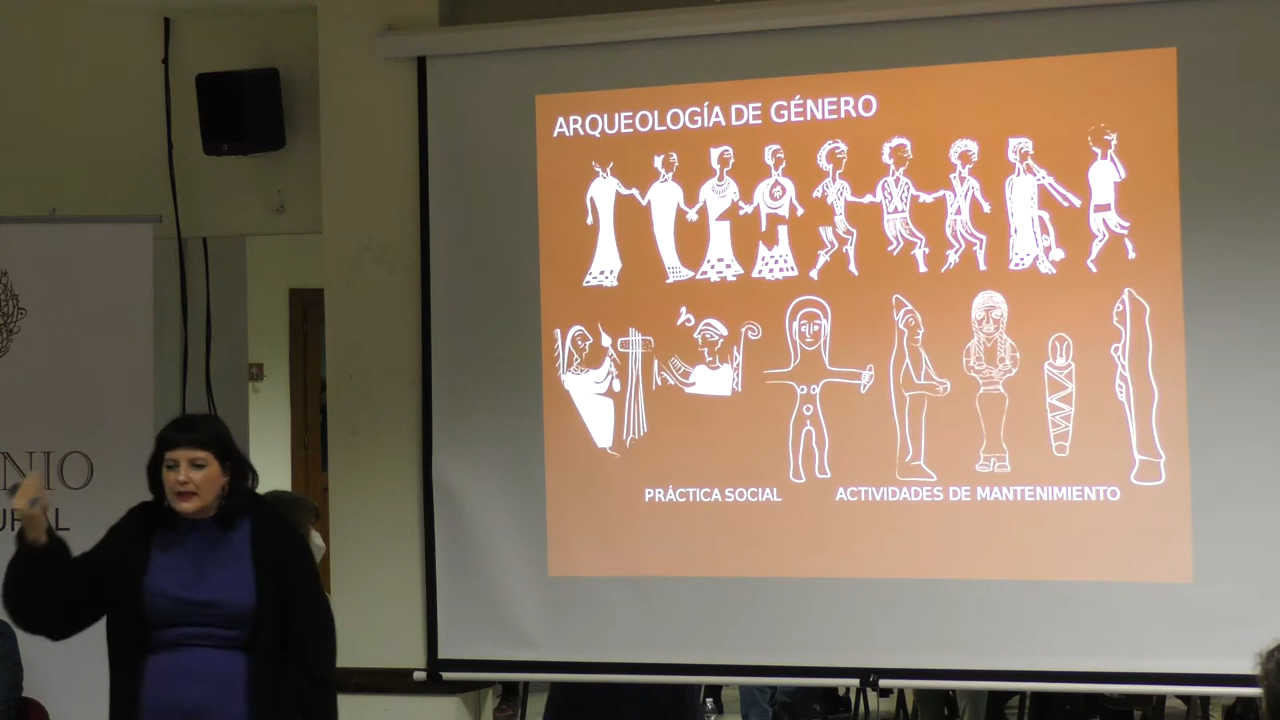 ARQUEOLOGÍA DE GÉNERO
PRÁCTICA SOCIAL
ACTIVIDADES DE MANTENIMIENTO